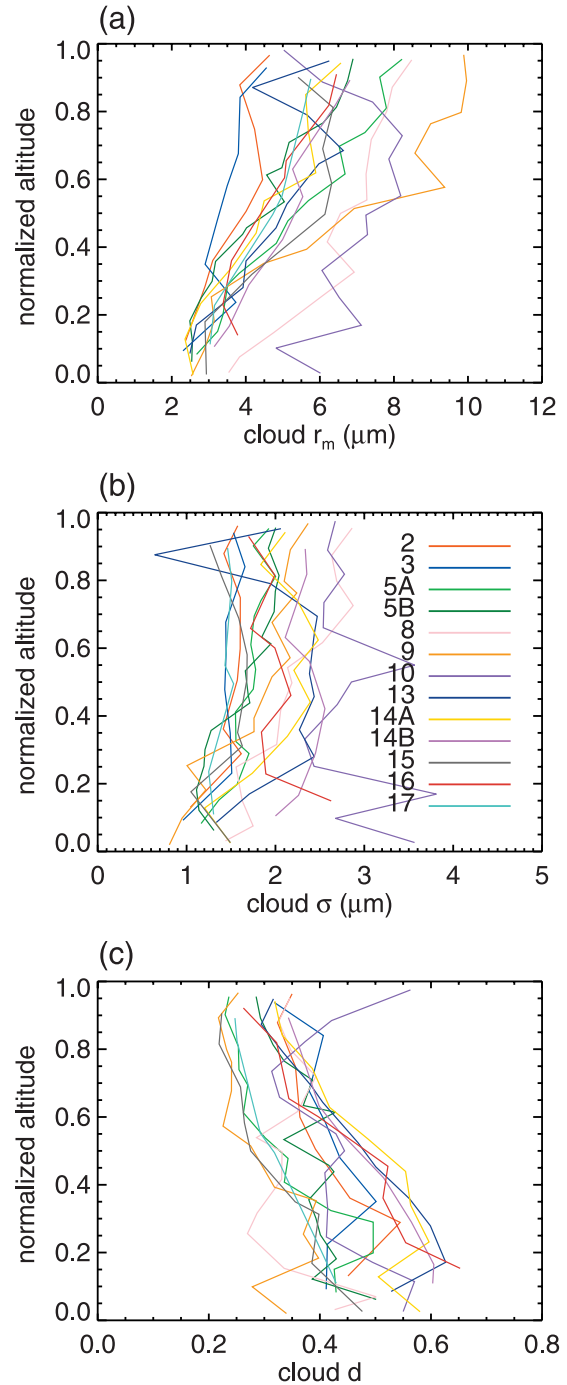 (a)
1.0
0.8
0.6
0.4
0.2
0.0
normalized altitude
0 2 4 6 8 10 12
cloud rm (μm)
(b)
1.0
0.8
0.6
0.4
0.2
0.0
normalized altitude
2
3
5A
5B
8
9
10
13
14A
14B
15
16
17
0 1 2 3 4 5
cloud σ (μm)
(c)
1.0
0.8
0.6
0.4
0.2
0.0
normalized altitude
0.0 0.2 0.4 0.6 0.8
cloud d